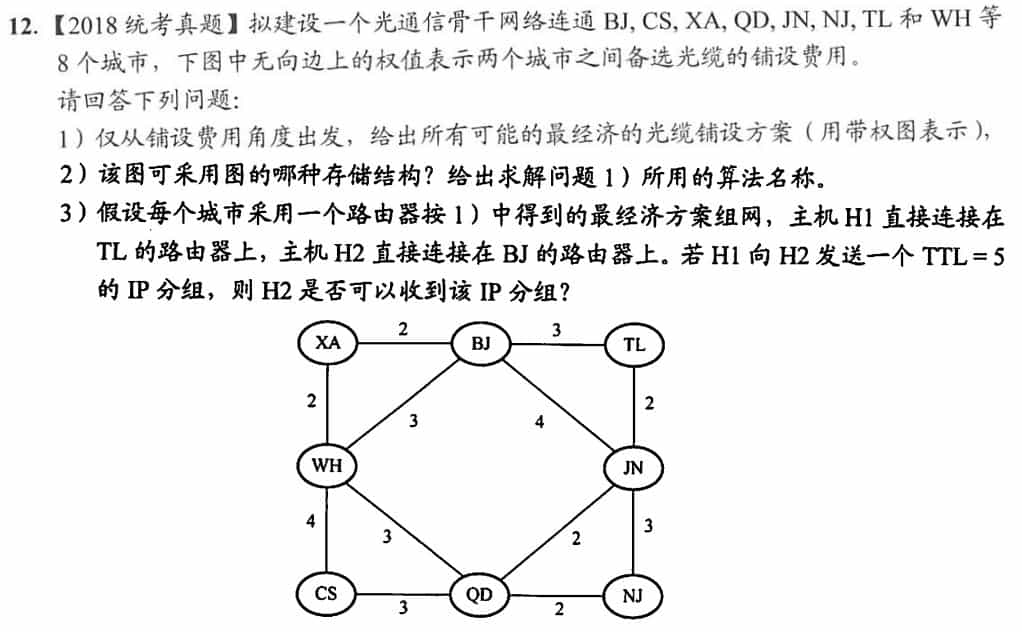 12. 【2018 统考真题】拟建设一个光通信骨干网络连通 BJ, CS, XA, QD, JN, NJ, TL 和 WH 等
8 个城市，下图中无向边上的权值表示两个城市之间备选光缆的铺设费用。
请回答下列问题：
1）仅从铺设费用角度出发，给出所有可能的最经济的光缆铺设方案（用带权图表示），
2）该图可采用图的哪种存储结构？给出求解问题 1）所用的算法名称。
3）假设每个城市采用一个路由器按 1）中得到的最经济方案组网，主机 H1 直接连接在
TL 的路由器上，主机 H2 直接连接在 BJ 的路由器上。若 H1 向 H2 发送一个 TTL = 5
的 IP 分组，则 H2 是否可以收到该 IP 分组？
XA 2 BJ 3 TL
2 3 4 2
WH JN
4 3 2 3
CS 3 QD 2 NJ